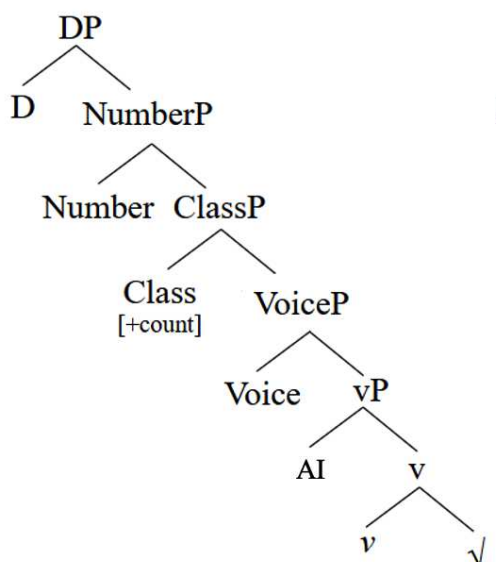 DP
D
NumberP
Number ClassP
Class
[+count]
VoiceP
Voice vP
AI v
v √